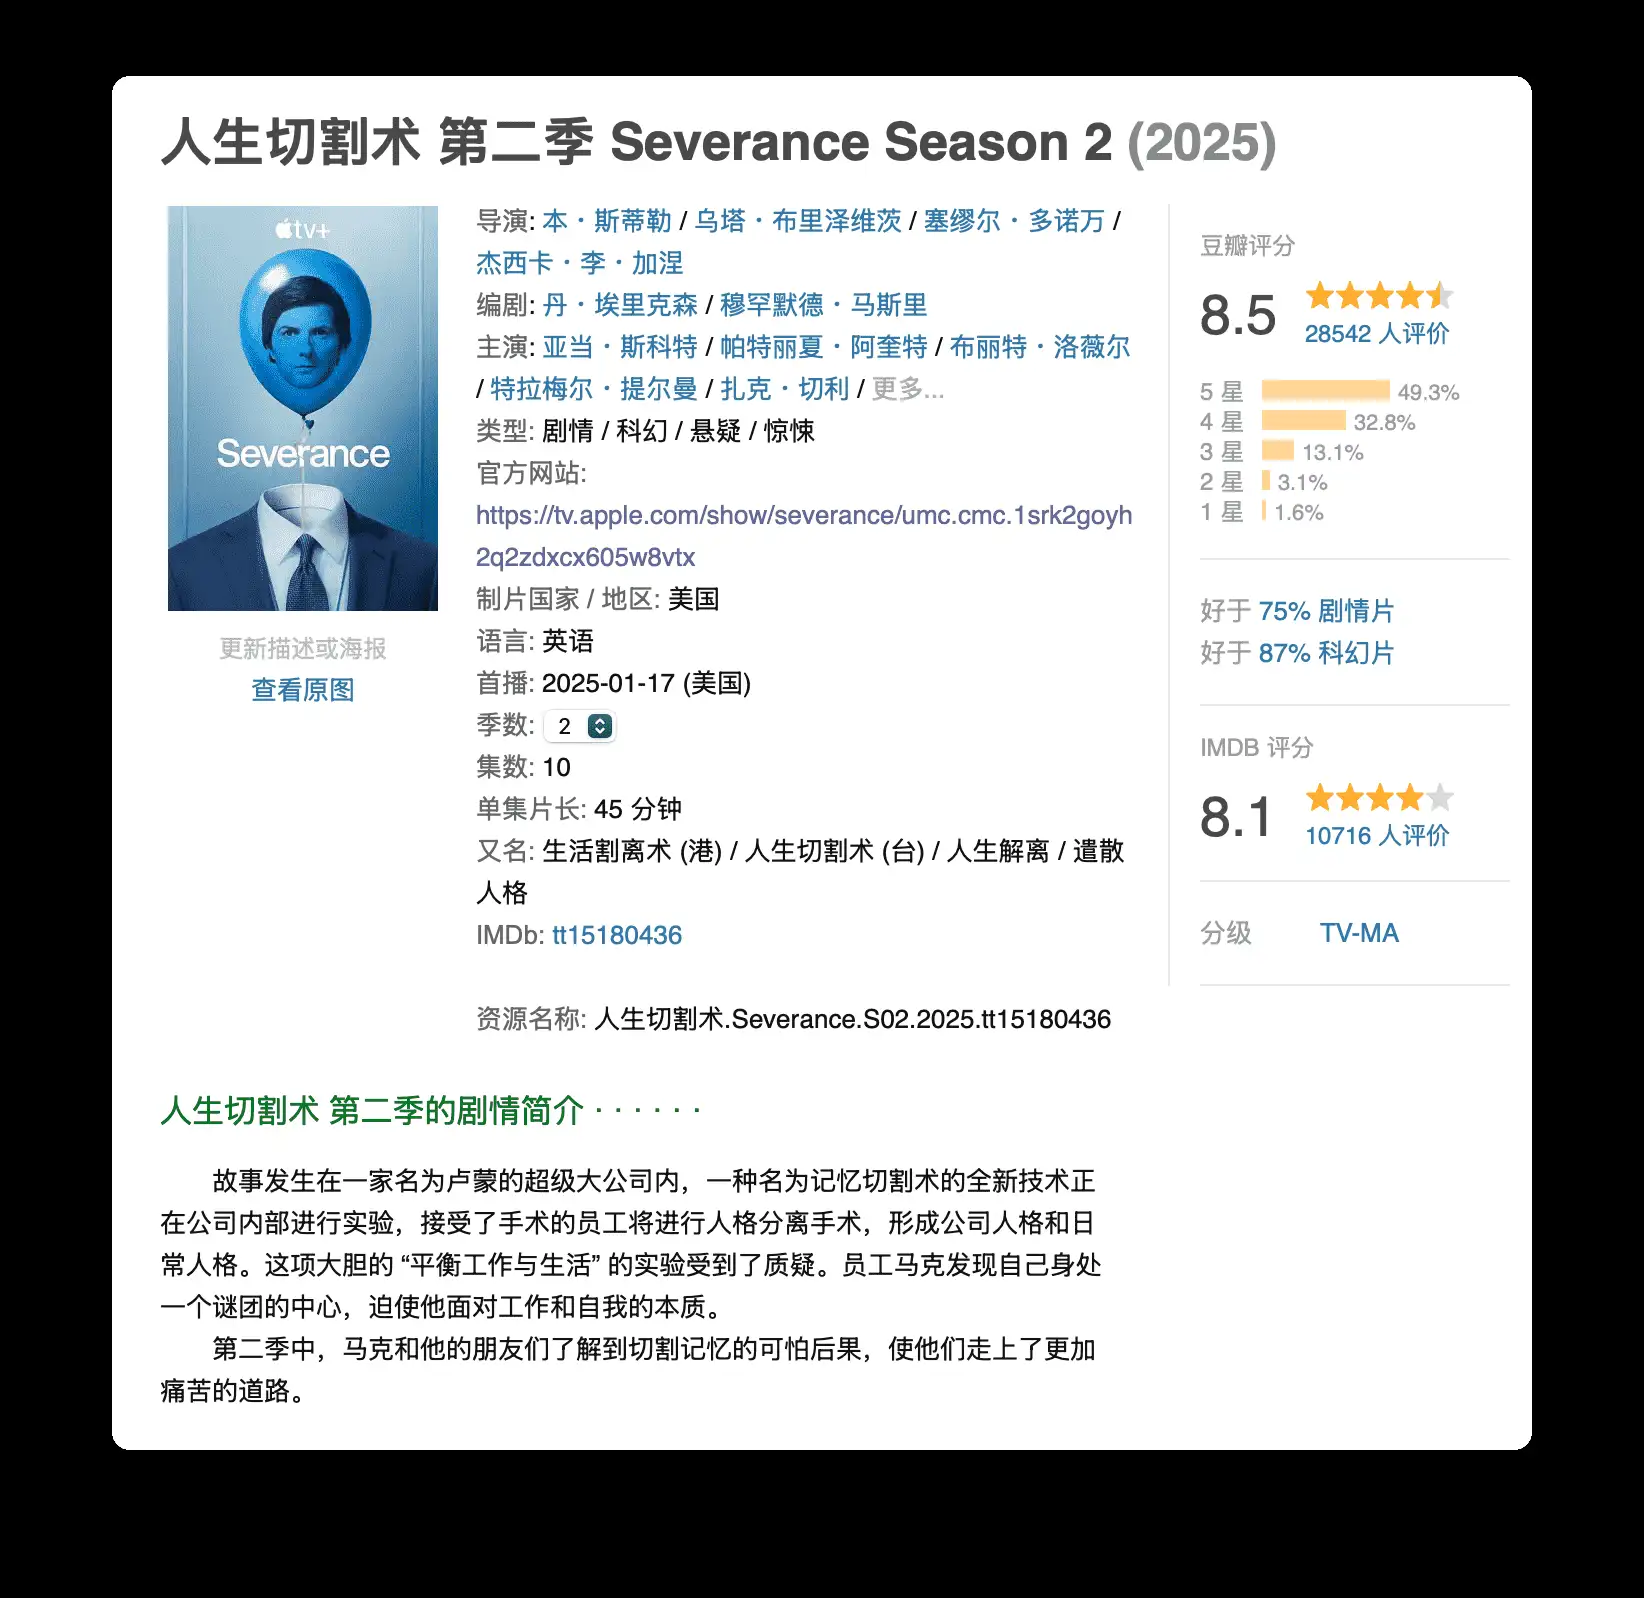 人生切割术 第二季 Severance Season 2 (2025)
tv+
Severance
更新描述或海报
查看原图
导演: 本·斯蒂勒 / 乌塔·布里泽维茨 / 塞缪尔·多诺万 /
杰西卡·李·加涅
编剧: 丹·埃里克森 / 穆罕默德·马斯里
主演: 亚当·斯科特 / 帕特丽夏·阿奎特 / 布丽特·洛薇尔
/ 特拉梅尔·提尔曼 / 扎克·切利 / 更多...
类型: 剧情 / 科幻 / 悬疑 / 惊悚
官方网站:
https://tv.apple.com/show/severance/umc.cmc.1srk2goyh
2q2zdxcx605w8vtx
制片国家 / 地区: 美国
语言: 英语
首播: 2025-01-17 (美国)
季数: 2
集数: 10
单集片长: 45 分钟
又名: 生活割离术 (港) / 人生切割术 (台) / 人生解离 / 遣散
人格
IMDb: tt15180436
资源名称: 人生切割术.Severance.S02.2025.tt15180436
豆瓣评分
8.5
28542 人评价
5 星 49.3%
4 星 32.8%
3 星 13.1%
2 星 3.1%
1 星 1.6%
好于 75% 剧情片
好于 87% 科幻片
IMDB 评分
8.1
10716 人评价
分级 TV-MA
人生切割术 第二季的剧情简介 · · · · · ·
故事发生在一家名为卢蒙的超级大公司内，一种名为记忆切割术的全新技术正
在公司内部进行实验，接受了手术的员工将进行人格分离手术，形成公司人格和日
常人格。这项大胆的 “平衡工作与生活” 的实验受到了质疑。员工马克发现自己身处
一个谜团的中心，迫使他面对工作和自我的本质。
第二季中，马克和他的朋友们了解到切割记忆的可怕后果，使他们走上了更加
痛苦的道路。